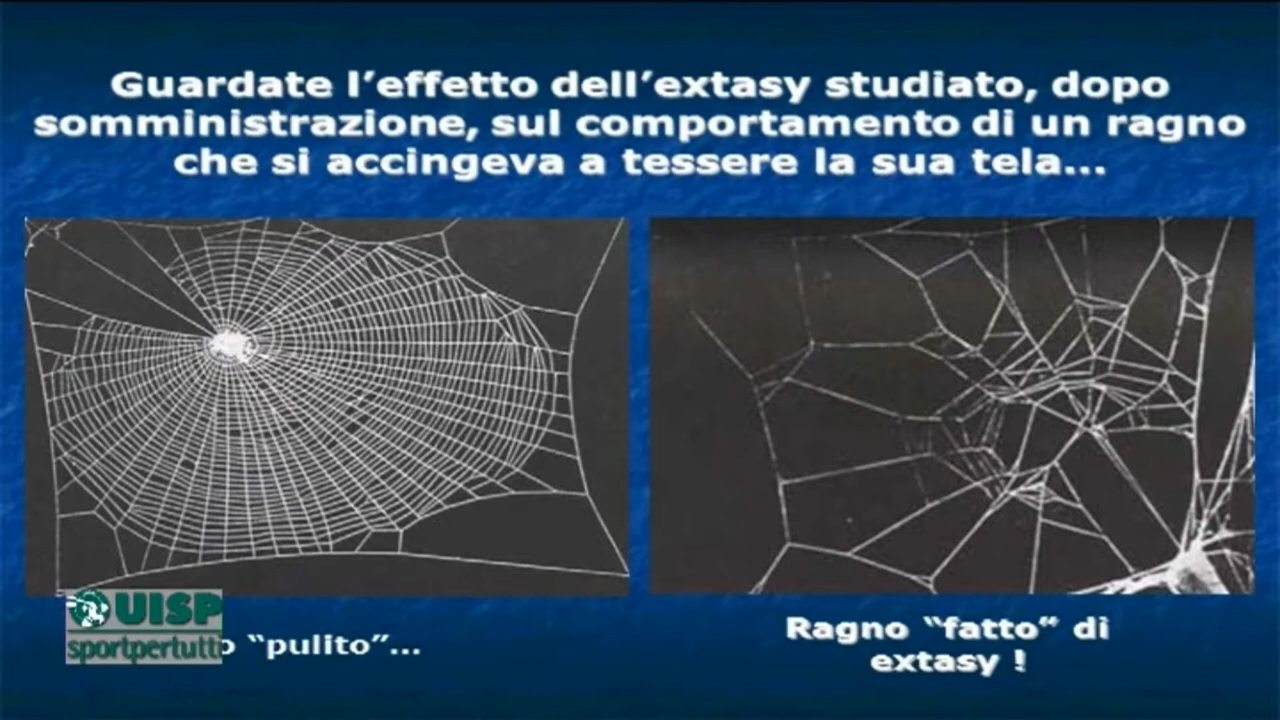 Guardate l'effetto dell'extasy studiato, dopo
somministrazione, sul comportamento di un ragno
che si accingeva a tessere la sua tela...
UISP
sportpertutti
"pulito"...
Ragno "fatto" di
extasy !